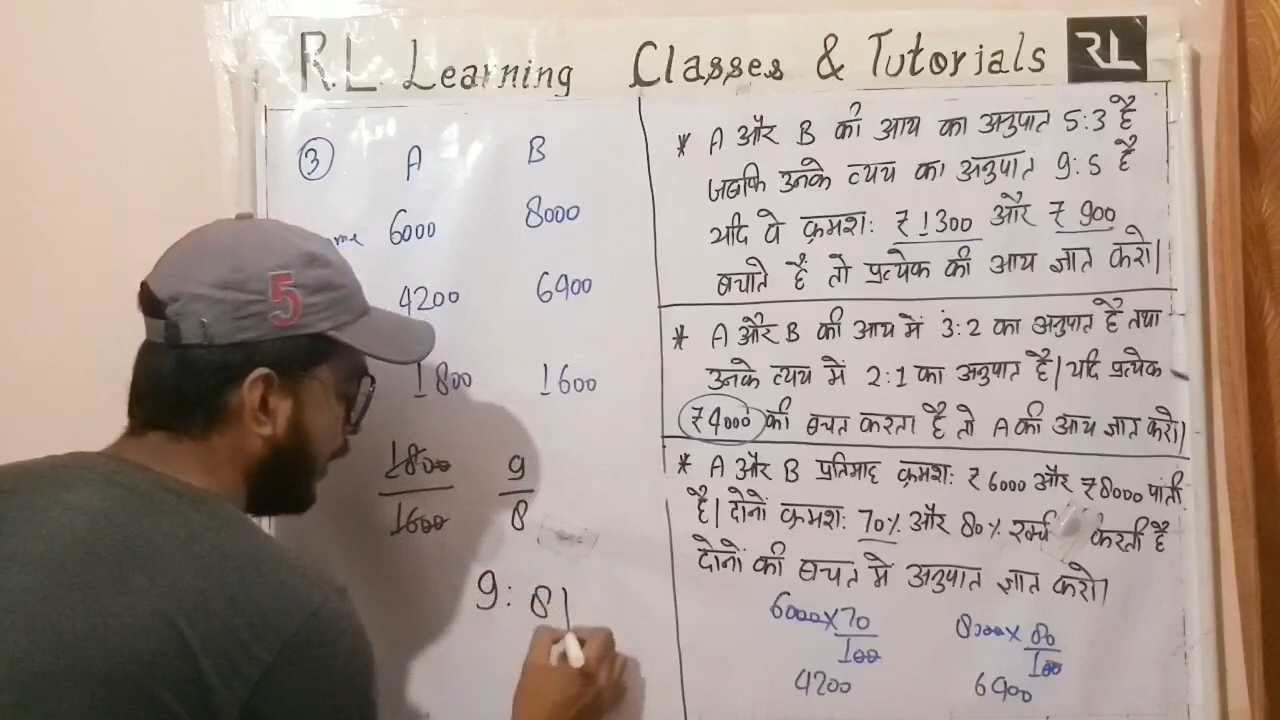 R.L. Learning Classes & Tutorials RL
③ A B
me 6000 8000
4200 6400
1800 1600
1800/1600 9/8
9:8|
5
* A और B की आय का अनुपात 5:3 है
जबकि उनके व्यय का अनुपात 9:5 है
यदि वे क्रमश: ₹1300 और ₹900
बचाते है तो प्रत्येक की आय ज्ञात करो|
* A और B की आय में 3:2 का अनुपात है तथा
उनके व्यय में 2:1 का अनुपात है| यदि प्रत्येक
₹4000 की बचत करता है तो A की आय ज्ञात करो|
* A और B प्रतिमाह क्रमश: ₹6000 और ₹8000 पाती
है| दोनों क्रमश: 70% और 80% खर्च करती है
दोनों की बचत में अनुपात ज्ञात करो|
6000×70/100 8000×80/100
4200 6400